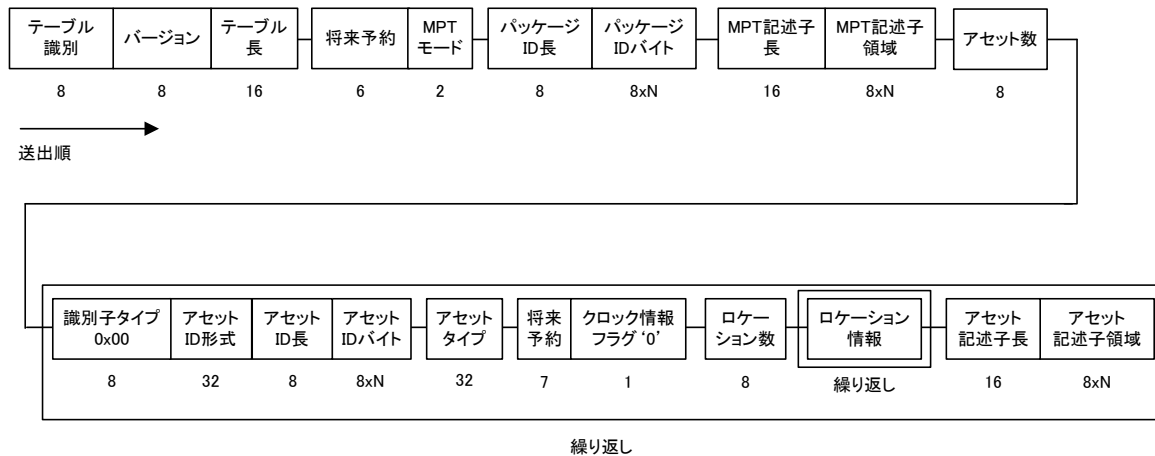 テーブル
識別
バージョン
テーブル
長
将来予約
MPT
モード
パッケージ
ID長
パッケージ
IDバイト
MPT記述子
長
MPT記述子
領域
アセット数
8
8
16
6
2
8
8xN
16
8xN
8
送出順
識別子タイプ
0x00
アセット
ID形式
アセット
ID長
アセット
IDバイト
アセット
タイプ
将来
予約
クロック情報
フラグ‘0’
ロケー
ション数
ロケーション
情報
アセット
記述子長
アセット
記述子領域
8
32
8
8xN
32
7
1
8
繰り返し
16
8xN
繰り返し